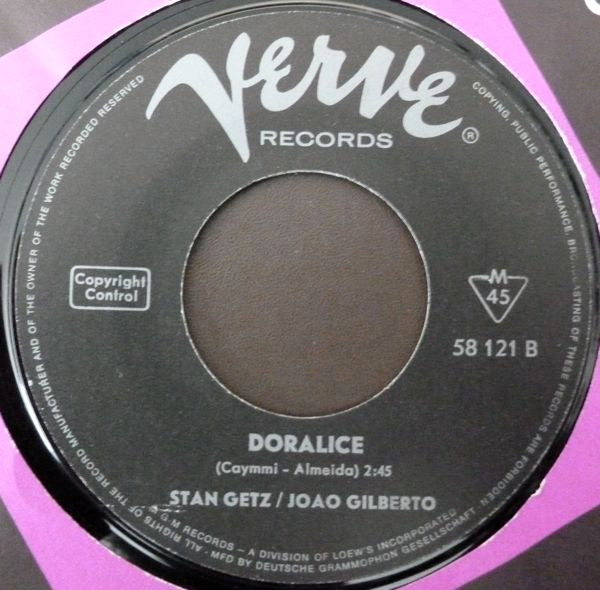 Verve
RECORDS ®
Copyright
Control
M
45
58 121 B
DORALICE
(Caymmi - Almeida) 2:45
STAN GETZ / JOAO GILBERTO
ALL RIGHTS OF THE RECORD MANUFACTURER AND OF THE OWNER OF THE WORK RECORDED RESERVED
COPYING, PUBLIC PERFORMANCE, BROADCASTING OF THESE RECORDS ARE FORBIDDEN
G M RECORDS - A DIVISION OF LOEW'S INCORPORATED
- MFD BY DEUTSCHE GRAMMOPHON GESELLSCHAFT -